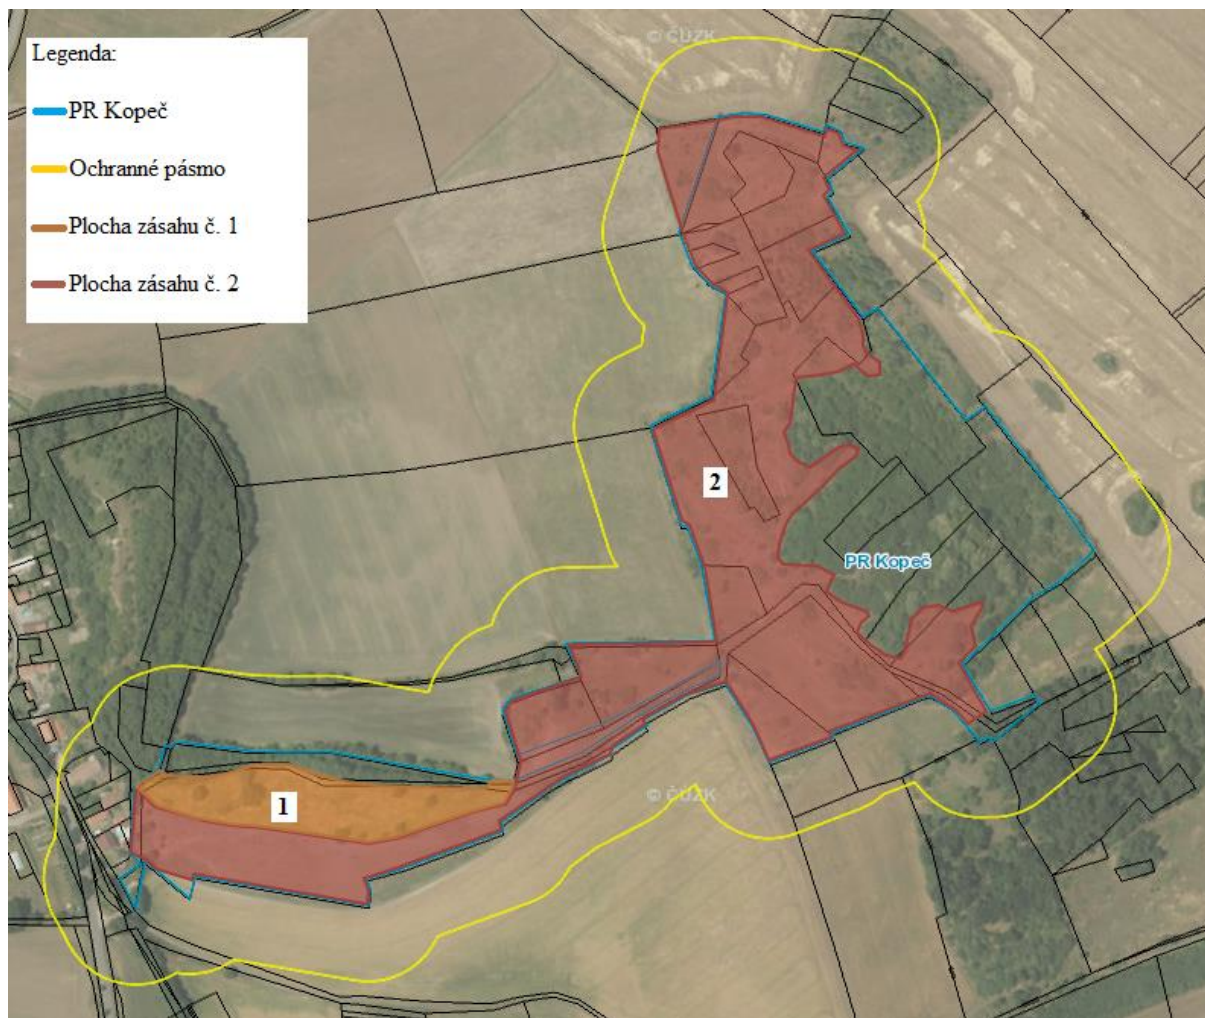 © ČÚZK
Legenda:
PR Kopeč
Ochranné pásmo
Plocha zásahu č. 1
Plocha zásahu č. 2
2
PR Kopeč
© ČÚZK
1